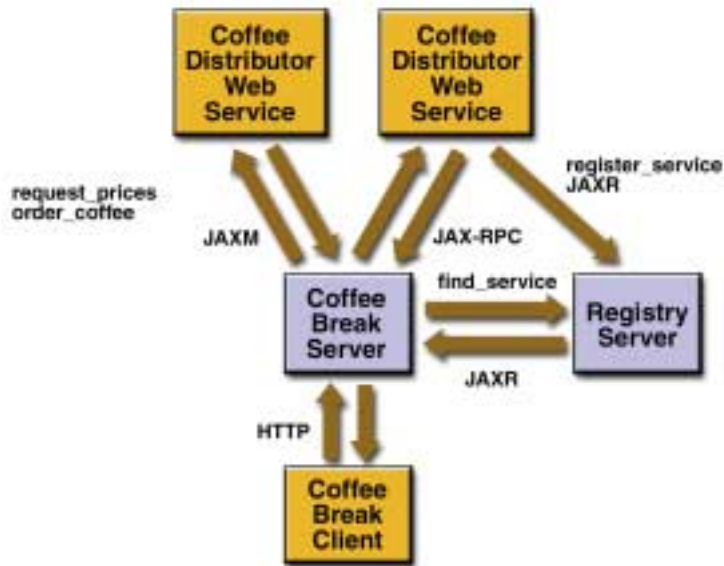 Coffee
Distributor
Web
Service
Coffee
Distributor
Web
Service
request_prices
order_coffee
register_service
JAXR
JAXM
JAX-RPC
find_service
Coffee
Break
Server
Registry
Server
JAXR
HTTP
Coffee
Break
Client